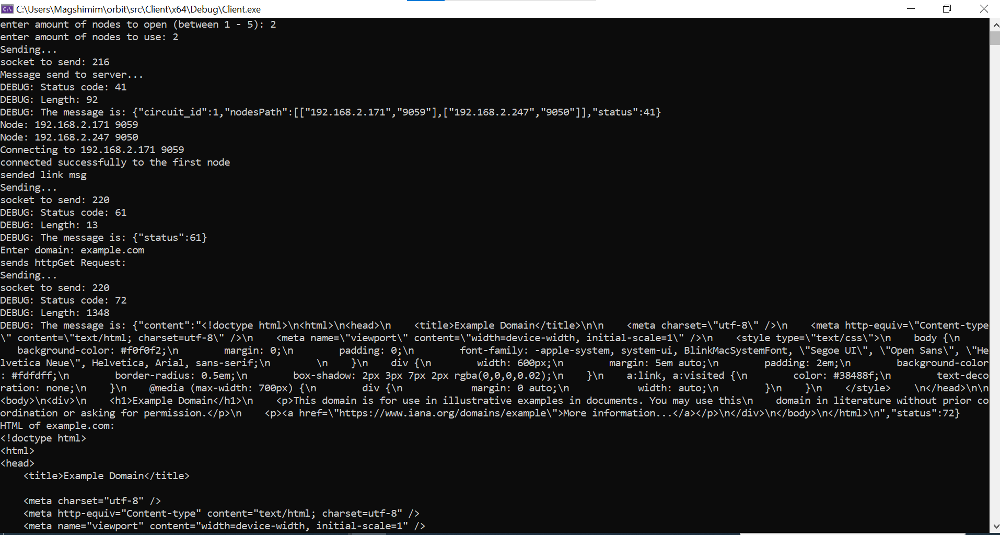 C:\Users\Magshimim\orbit\src\Client\x64\Debug\Client.exe
enter amount of nodes to open (between 1 - 5): 2
enter amount of nodes to use: 2
Sending...
socket to send: 216
Message send to server...
DEBUG: Status code: 41
DEBUG: Length: 92
DEBUG: The message is: {"circuit_id":1,"nodesPath":[["192.168.2.171","9059"],["192.168.2.247","9050"]],"status":41}
Node: 192.168.2.171 9059
Node: 192.168.2.247 9050
Connecting to 192.168.2.171 9059
connected successfully to the first node
sended link msg
Sending...
socket to send: 220
DEBUG: Status code: 61
DEBUG: Length: 13
DEBUG: The message is: {"status":61}
Enter domain: example.com
sends httpGet Request:
Sending...
socket to send: 220
DEBUG: Status code: 72
DEBUG: Length: 1348
DEBUG: The message is: {"content":"<!doctype html>\n<html>\n<head>\n    <title>Example Domain</title>\n\n    <meta charset=\"utf-8\" />\n    <meta http-equiv=\"Content-type
\" content=\"text/html; charset=utf-8\" />\n    <meta name=\"viewport\" content=\"width=device-width, initial-scale=1\" />\n    <style type=\"text/css\">\n    body {\n
   background-color: #f0f0f2;\n        margin: 0;\n        padding: 0;\n        font-family: -apple-system, system-ui, BlinkMacSystemFont, \"Segoe UI\", \"Open Sans\", \"He
lvetica Neue\", Helvetica, Arial, sans-serif;\n        \n    }\n    div {\n        width: 600px;\n        margin: 5em auto;\n        padding: 2em;\n        background-color
: #fdfdff;\n        border-radius: 0.5em;\n        box-shadow: 2px 3px 7px 2px rgba(0,0,0,0.02);\n    }\n    a:link, a:visited {\n        color: #38488f;\n        text-deco
ration: none;\n    }\n    @media (max-width: 700px) {\n        div {\n            margin: 0 auto;\n            width: auto;\n        }\n    }\n    </style>    \n</head>\n\n
<body>\n<div>\n    <h1>Example Domain</h1>\n    <p>This domain is for use in illustrative examples in documents. You may use this\n    domain in literature without prior co
ordination or asking for permission.</p>\n    <p><a href=\"https://www.iana.org/domains/example\">More information...</a></p>\n</div>\n</body>\n</html>\n","status":72}
HTML of example.com:
<!doctype html>
<html>
<head>
    <title>Example Domain</title>
    <meta charset="utf-8" />
    <meta http-equiv="Content-type" content="text/html; charset=utf-8" />
    <meta name="viewport" content="width=device-width, initial-scale=1" />